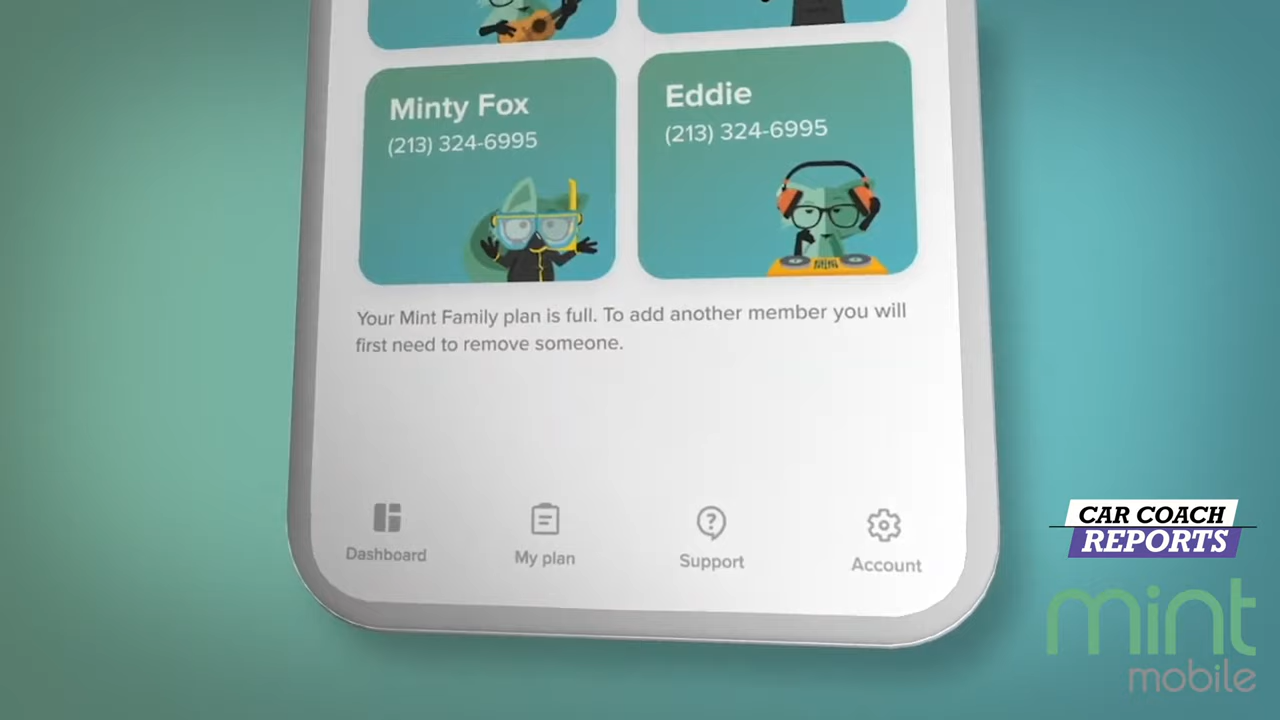 Minty Fox
(213) 324-6995
Eddie
(213) 324-6995
Your Mint Family plan is full. To add another member you will
first need to remove someone.
Dashboard
My plan
Support
Account
CAR COACH
REPORTS
mint
mobile